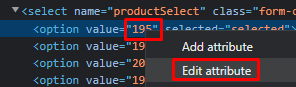 <select name="productSelect" class="form-c
<option value="195" selected="selected">
<option value="19
Add attribute
<option value="20
Edit attribute
<option value="19